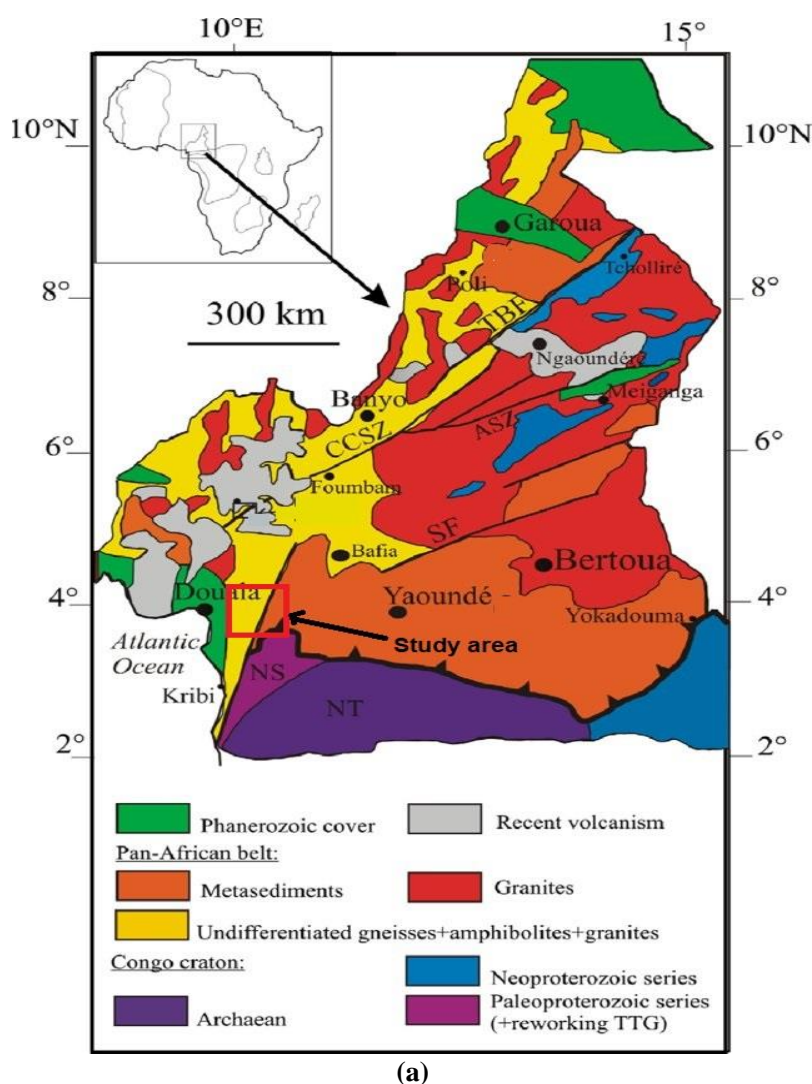 10°E 15°
10°N 10°N
Garoua
Tcholliré
Poli
8° 8°
TBF
300 km
Ngaoundéré
Meiganga
Banyo
CCSZ
ASZ
6° 6°
Foumbam
SF
Bafia
Bertoua
4° 4°
Douala
Yaoundé
Yokadouma
Study area
Atlantic
Ocean
NS
Kribi
NT
2° 2°
Phanerozoic cover Recent volcanism
Pan-African belt:
Metasediments Granites
Undifferentiated gneisses+amphibolites+granites
Congo craton:
Neoproterozoic series
Archaean Paleoproterozoic series
(+reworking TTG)
(a)